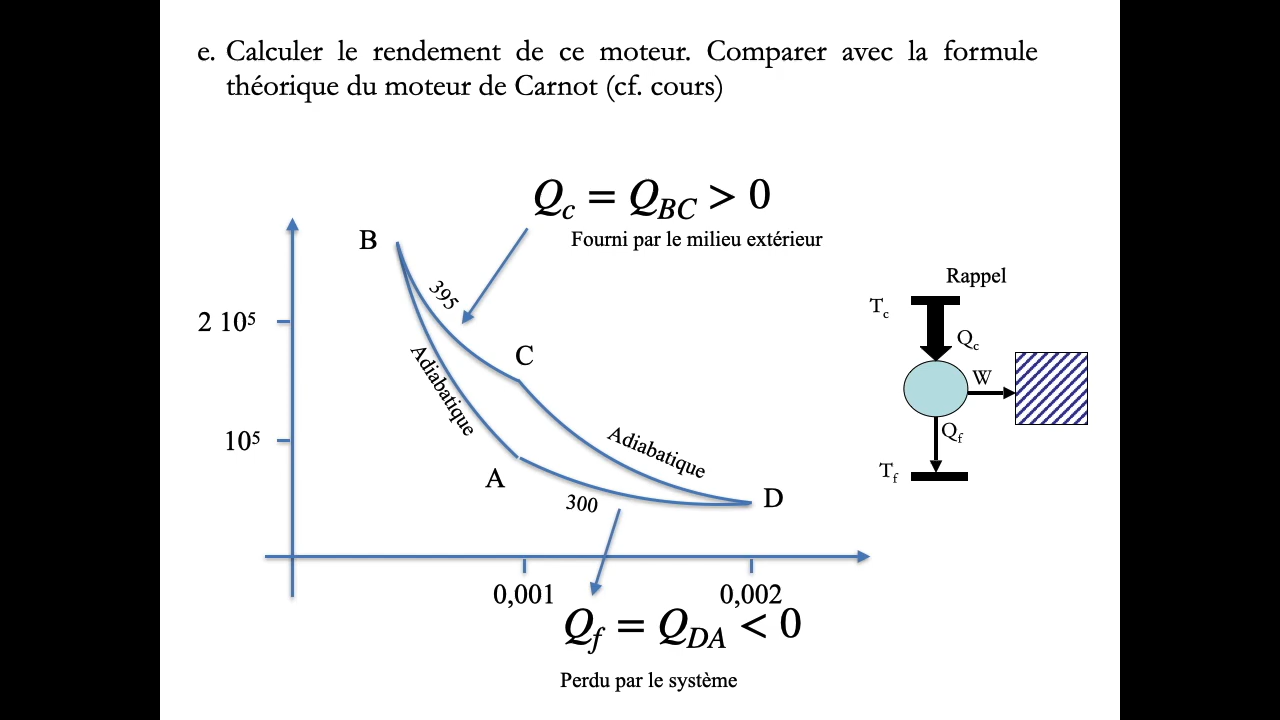 e. Calculer le rendement de ce moteur. Comparer avec la formule
théorique du moteur de Carnot (cf. cours)
Q_c = Q_BC > 0
Fourni par le milieu extérieur
B
395
Rappel
T_c
2 10⁵
Q_c
C
Adiabatique
W
10⁵
Adiabatique
Q_f
A
T_f
300
D
0,001
0,002
Q_f = Q_DA < 0
Perdu par le système